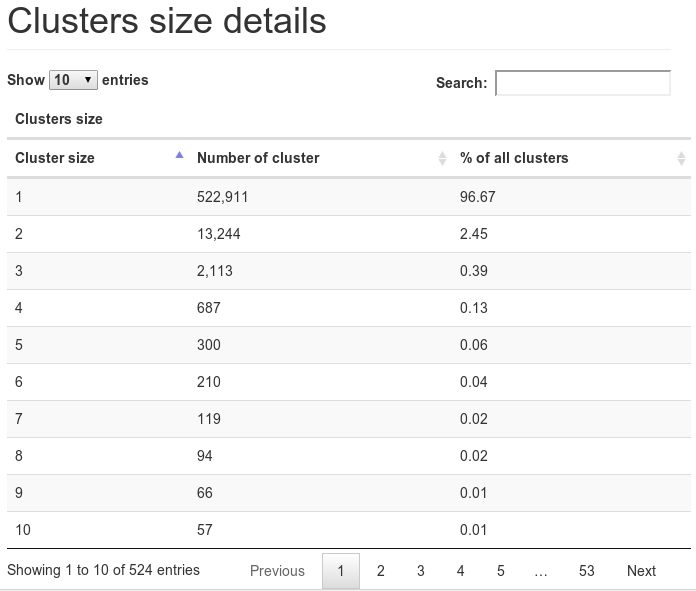 Clusters size details
Show 10 entries Search:
Clusters size
Cluster size Number of cluster % of all clusters
1 522,911 96.67
2 13,244 2.45
3 2,113 0.39
4 687 0.13
5 300 0.06
6 210 0.04
7 119 0.02
8 94 0.02
9 66 0.01
10 57 0.01
Showing 1 to 10 of 524 entries Previous 1 2 3 4 5 … 53 Next